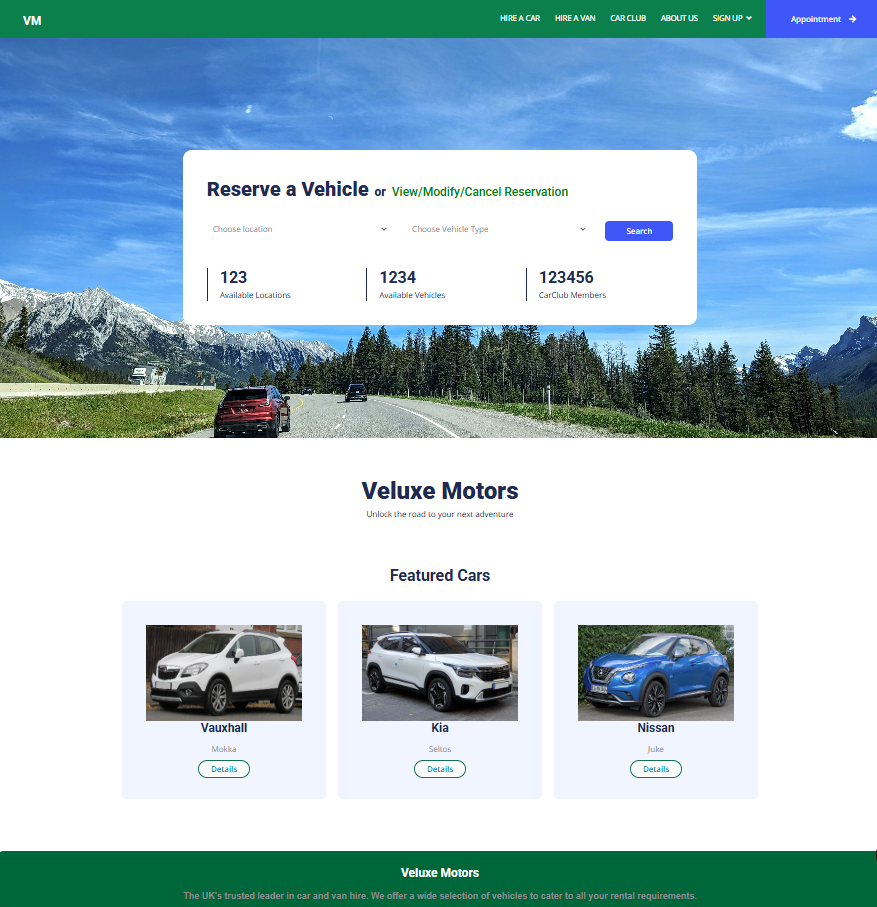 VM
HIRE A CAR HIRE A VAN CAR CLUB ABOUT US SIGN UP Appointment
Reserve a Vehicle or View/Modify/Cancel Reservation
Choose location Choose Vehicle Type Search
123 1234 123456
Available Locations Available Vehicles CarClub Members
Veluxe Motors
Unlock the road to your next adventure
Featured Cars
Vauxhall Kia Nissan
Mokka Seltos Juke
Details Details Details
Veluxe Motors
The UK's trusted leader in car and van hire. We offer a wide selection of vehicles to cater to all your rental requirements.